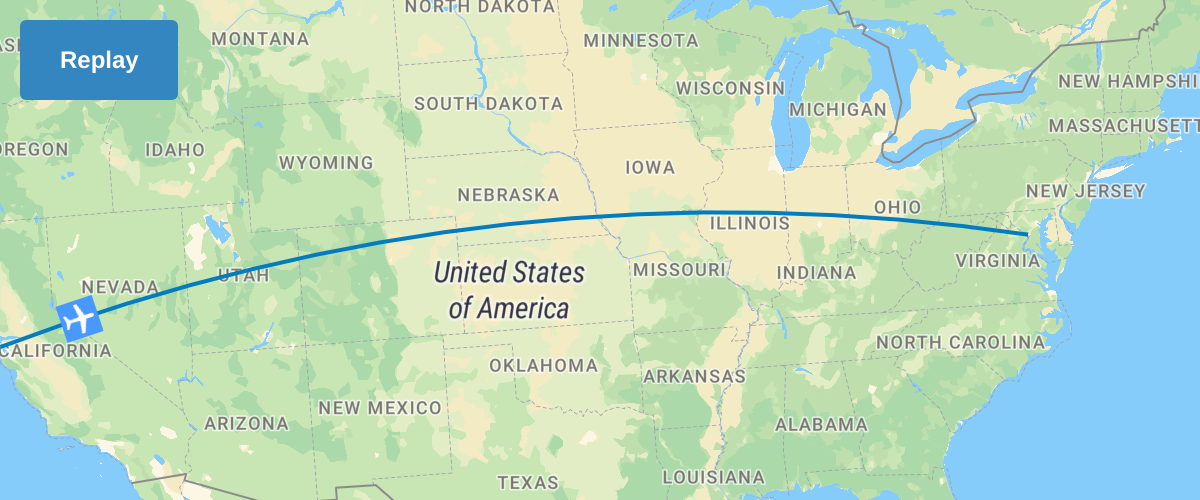 NORTH DAKOTA
MONTANA
MINNESOTA
Replay
NEW HAMPSHI
WISCONSIN
SOUTH DAKOTA
MICHIGAN
MASSACHUSETT
OREGON
IDAHO
WYOMING
IOWA
NEBRASKA
NEW JERSEY
OHIO
ILLINOIS
VIRGINIA
UTAH
United States
of America
MISSOURI
INDIANA
NEVADA
CALIFORNIA
NORTH CAROLINA
OKLAHOMA
ARKANSAS
NEW MEXICO
ARIZONA
ALABAMA
LOUISIANA
TEXAS